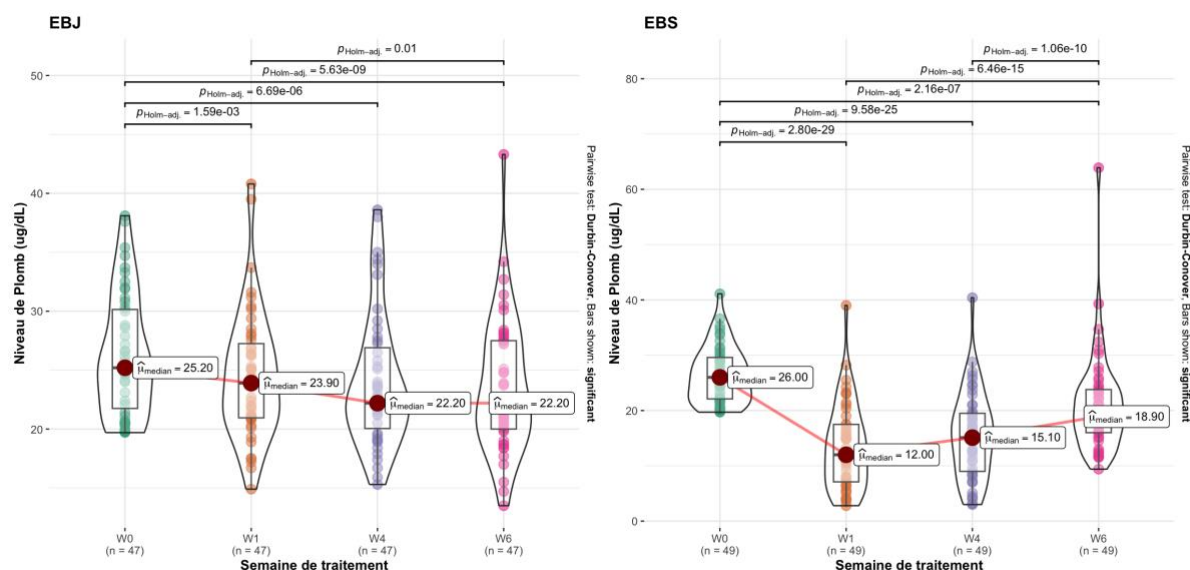 EBJ
pHolm−adj. = 0.01
pHolm−adj. = 5.63e−09
pHolm−adj. = 6.69e−06
pHolm−adj. = 1.59e−03
50
40
30
20
Niveau de Plomb (ug/dL)
μ̂median = 25.20
μ̂median = 23.90
μ̂median = 22.20
μ̂median = 22.20
W0
(n = 47)
W1
(n = 47)
W4
(n = 47)
W6
(n = 47)
Semaine de traitement
Pairwise test: Durbin-Conover, Bars shown: significant
EBS
pHolm−adj. = 1.06e−10
pHolm−adj. = 6.46e−15
pHolm−adj. = 2.16e−07
pHolm−adj. = 9.58e−25
pHolm−adj. = 2.80e−29
80
60
40
20
0
Niveau de Plomb (ug/dL)
μ̂median = 26.00
μ̂median = 12.00
μ̂median = 15.10
μ̂median = 18.90
W0
(n = 49)
W1
(n = 49)
W4
(n = 49)
W6
(n = 49)
Semaine de traitement
Pairwise test: Durbin-Conover, Bars shown: significant